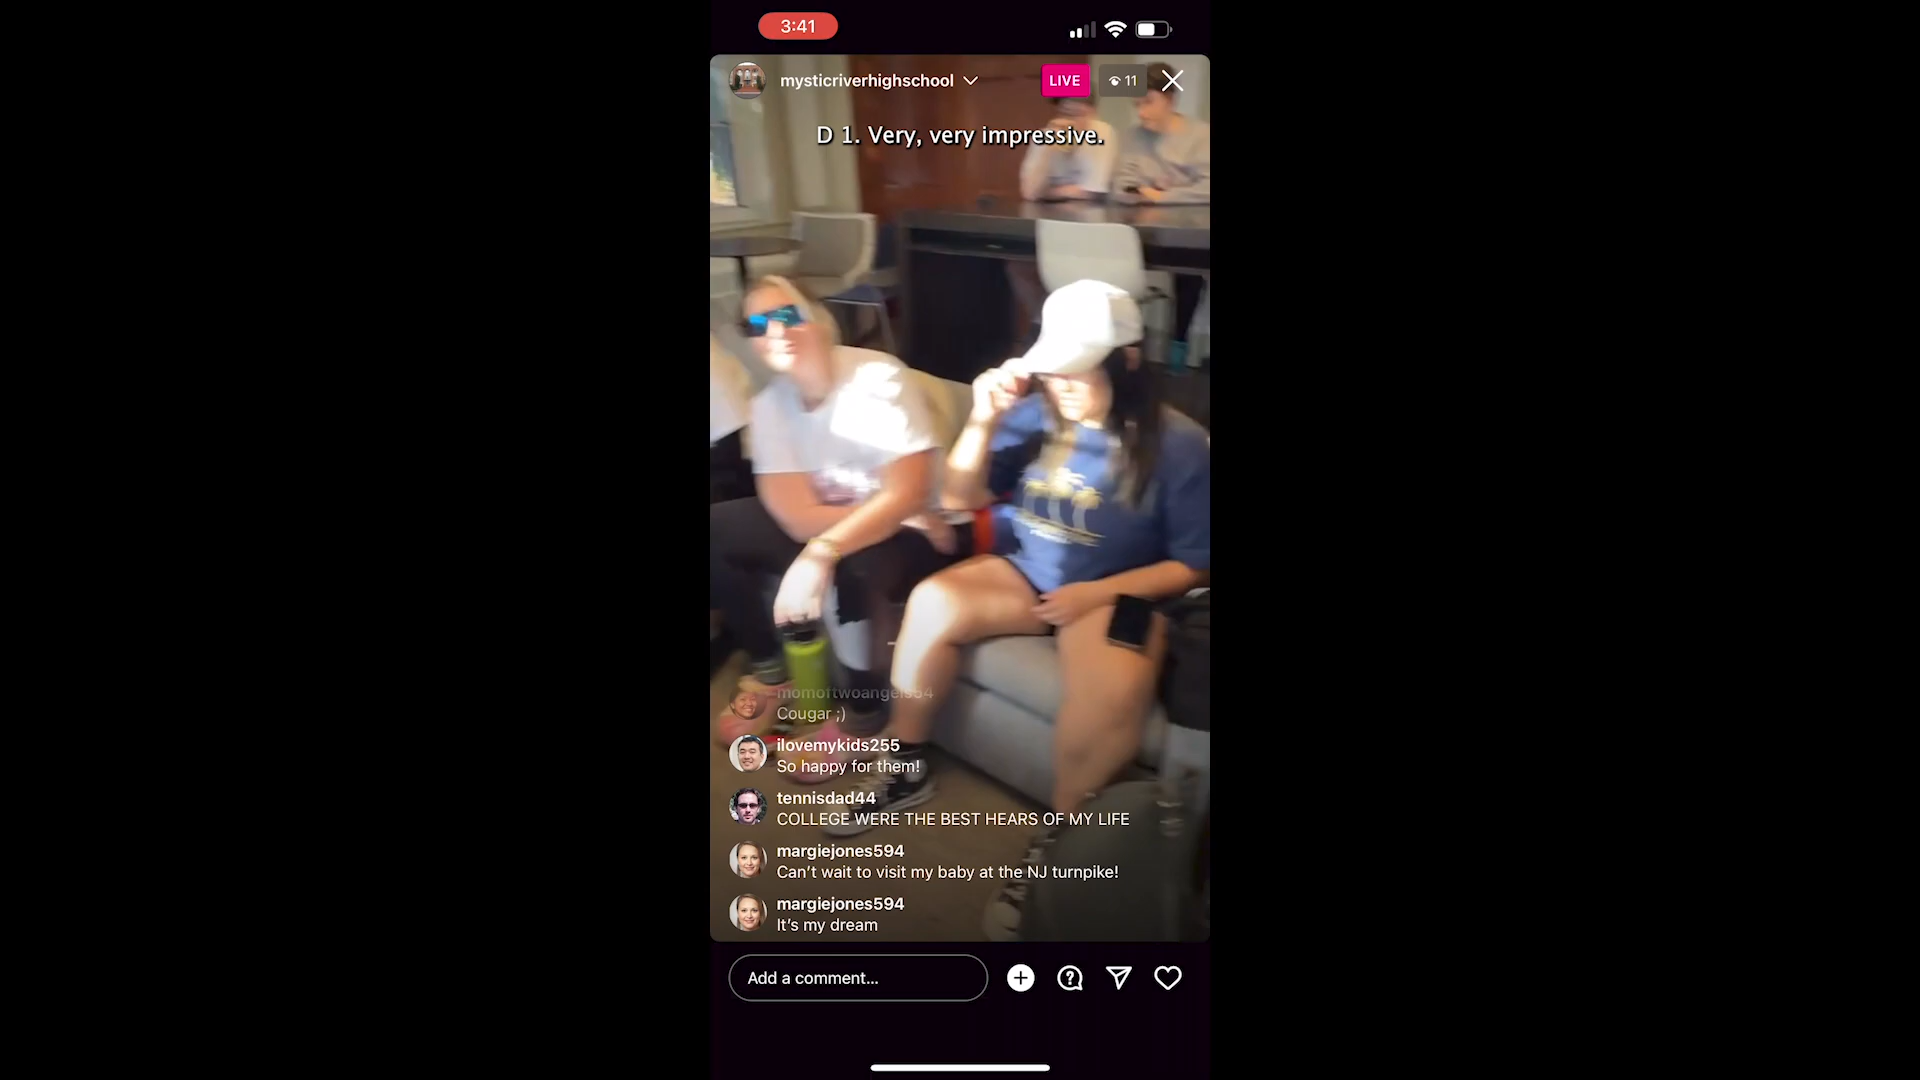 3:41
mysticriverhighschool
LIVE
11
D 1. Very, very impressive.
momoftwoangels64
Cougar ;)
ilovemykids255
So happy for them!
tennisdad44
COLLEGE WERE THE BEST HEARS OF MY LIFE
margiejones594
Can't wait to visit my baby at the NJ turnpike!
margiejones594
It's my dream
Add a comment...